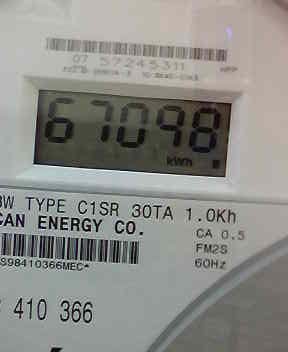 07 57245311
67098
kWh
3W TYPE C1SR 30TA 1.0Kh
CAN ENERGY CO.
CA 0.5
FM2S
60Hz
S98410366MEC*
410 366